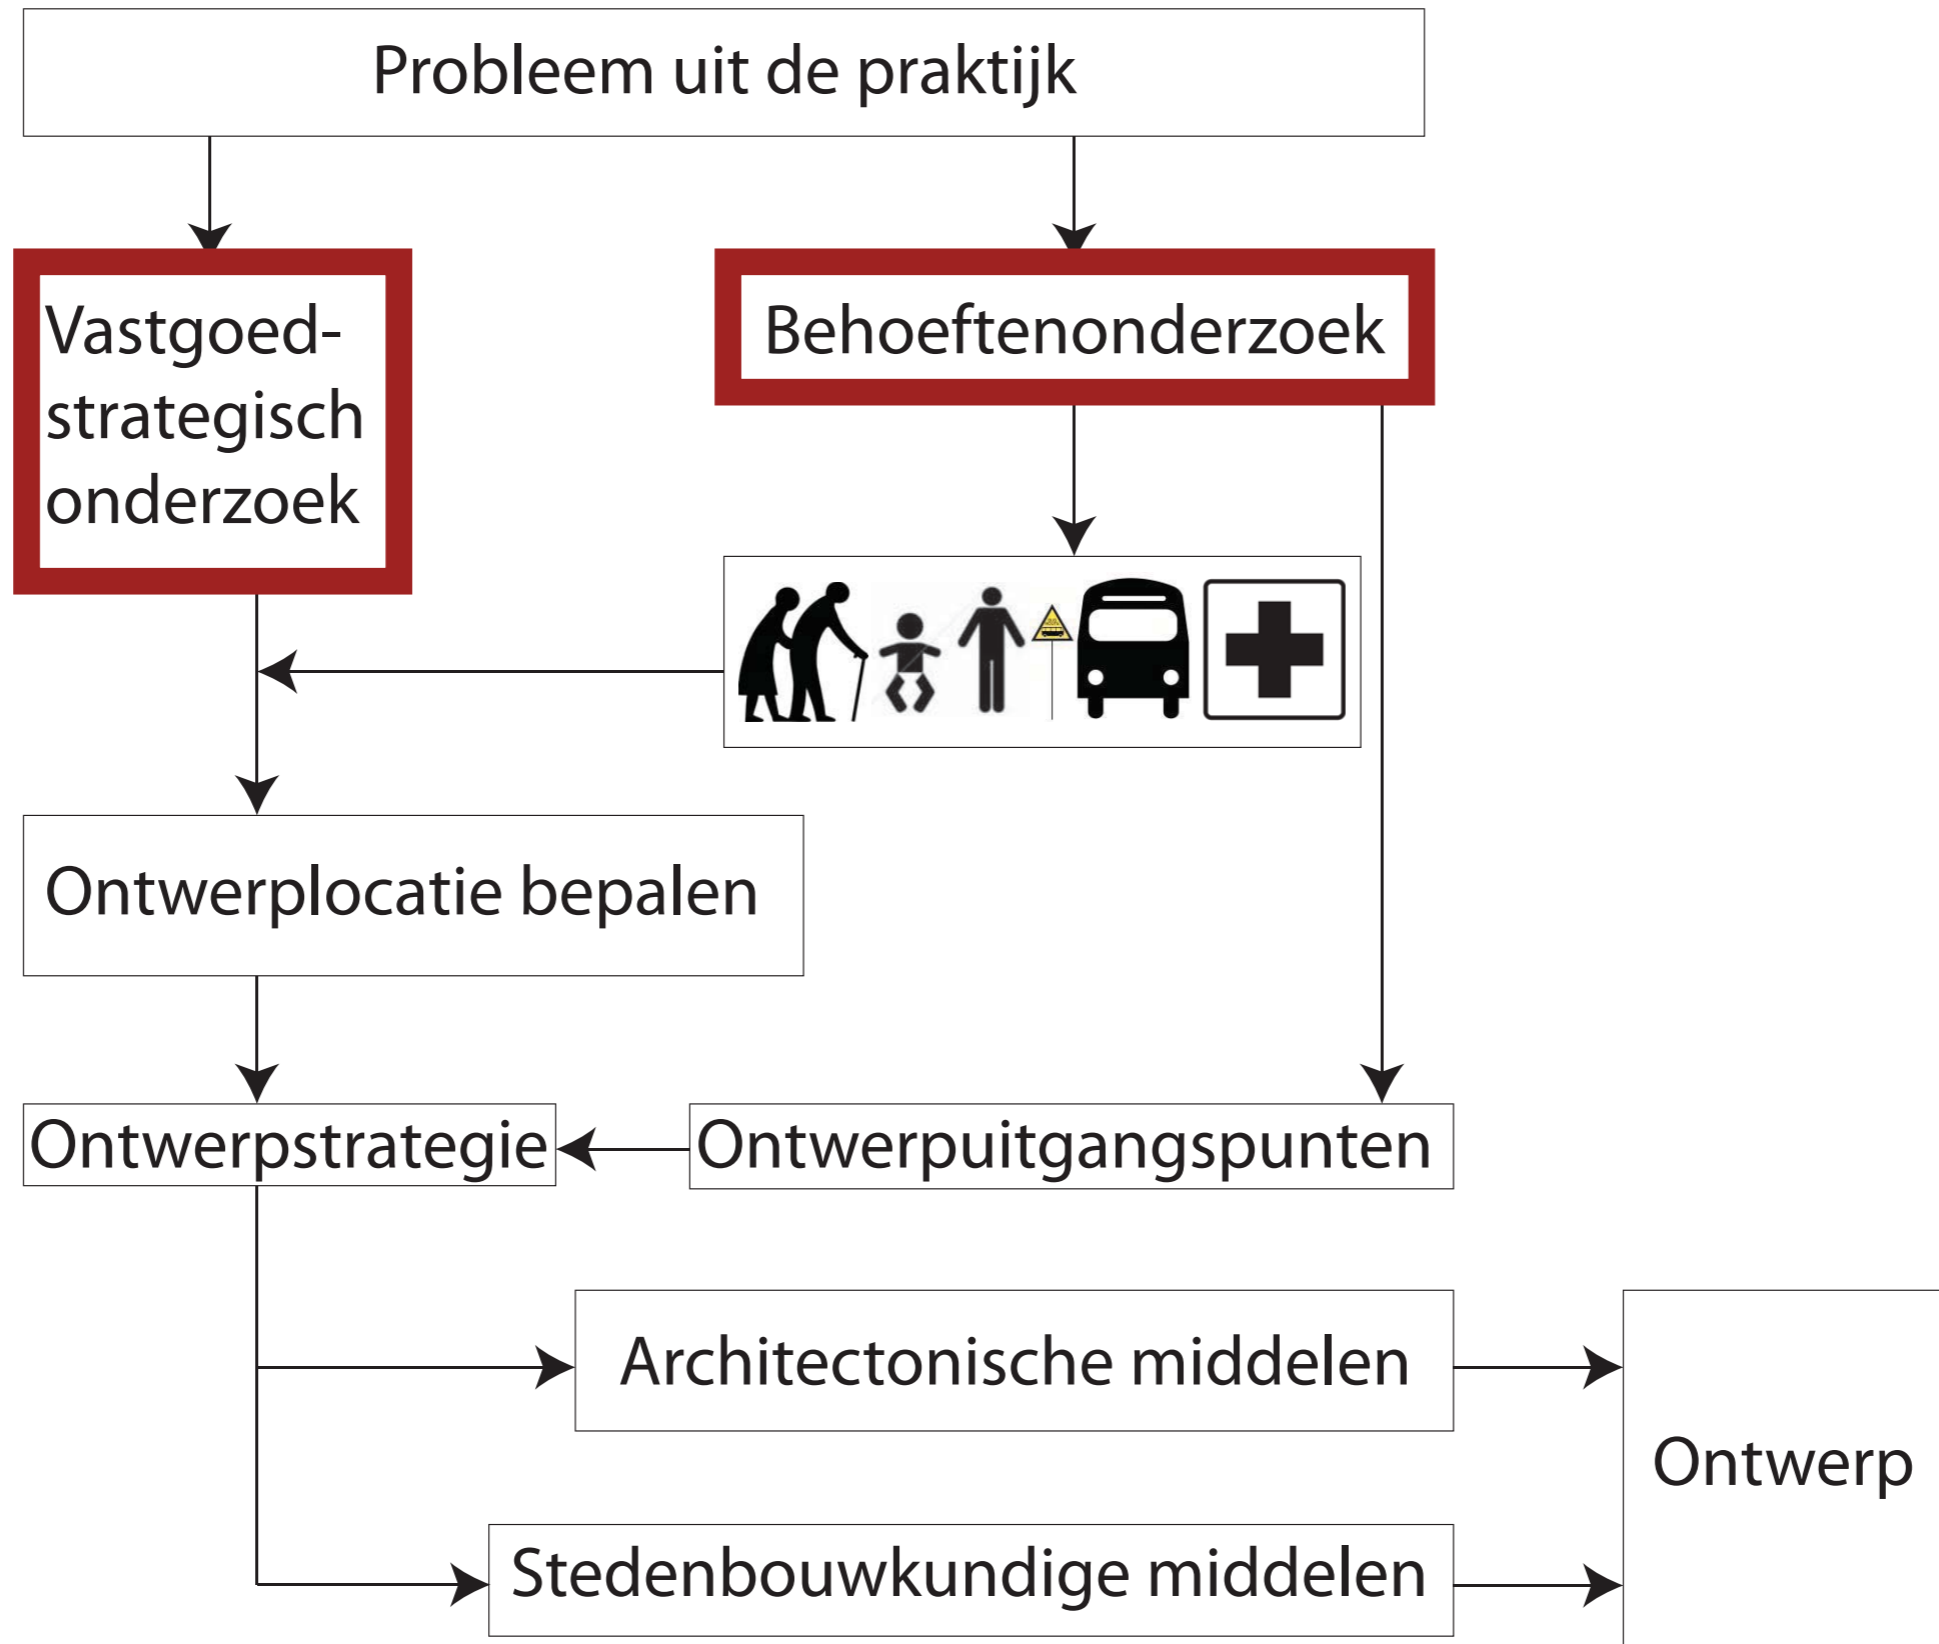 Probleem uit de praktijk
Vastgoed-
strategisch
onderzoek
Behoeftenonderzoek
Ontwerplocatie bepalen
Ontwerpstrategie
Ontwerpuitgangspunten
Architectonische middelen
Ontwerp
Stedenbouwkundige middelen